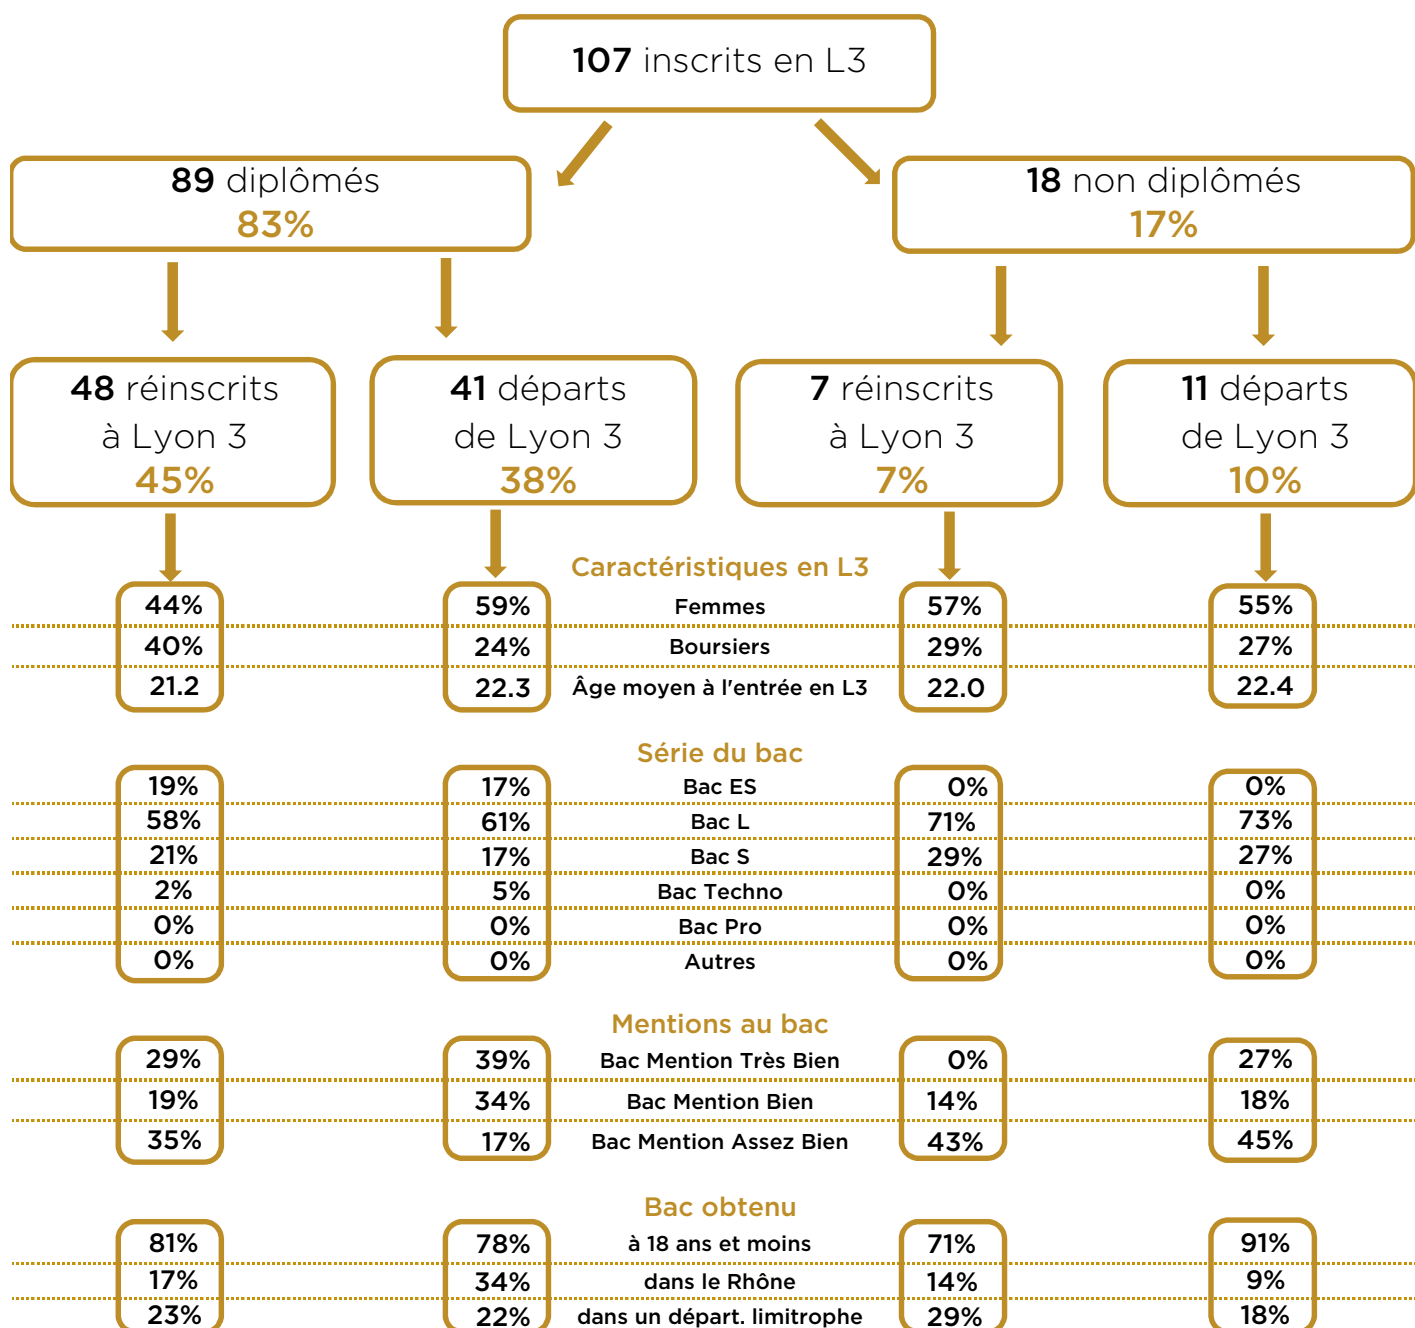 107 inscrits en L3
89 diplômés
83%
18 non diplômés
17%
48 réinscrits
à Lyon 3
45%
41 départs
de Lyon 3
38%
7 réinscrits
à Lyon 3
7%
11 départs
de Lyon 3
10%
Caractéristiques en L3
44% 59% Femmes 57% 55%
40% 24% Boursiers 29% 27%
21.2 22.3 Âge moyen à l'entrée en L3 22.0 22.4
Série du bac
19% 17% Bac ES 0% 0%
58% 61% Bac L 71% 73%
21% 17% Bac S 29% 27%
2% 5% Bac Techno 0% 0%
0% 0% Bac Pro 0% 0%
0% 0% Autres 0% 0%
Mentions au bac
29% 39% Bac Mention Très Bien 0% 27%
19% 34% Bac Mention Bien 14% 18%
35% 17% Bac Mention Assez Bien 43% 45%
Bac obtenu
81% 78% à 18 ans et moins 71% 91%
17% 34% dans le Rhône 14% 9%
23% 22% dans un départ. limitrophe 29% 18%